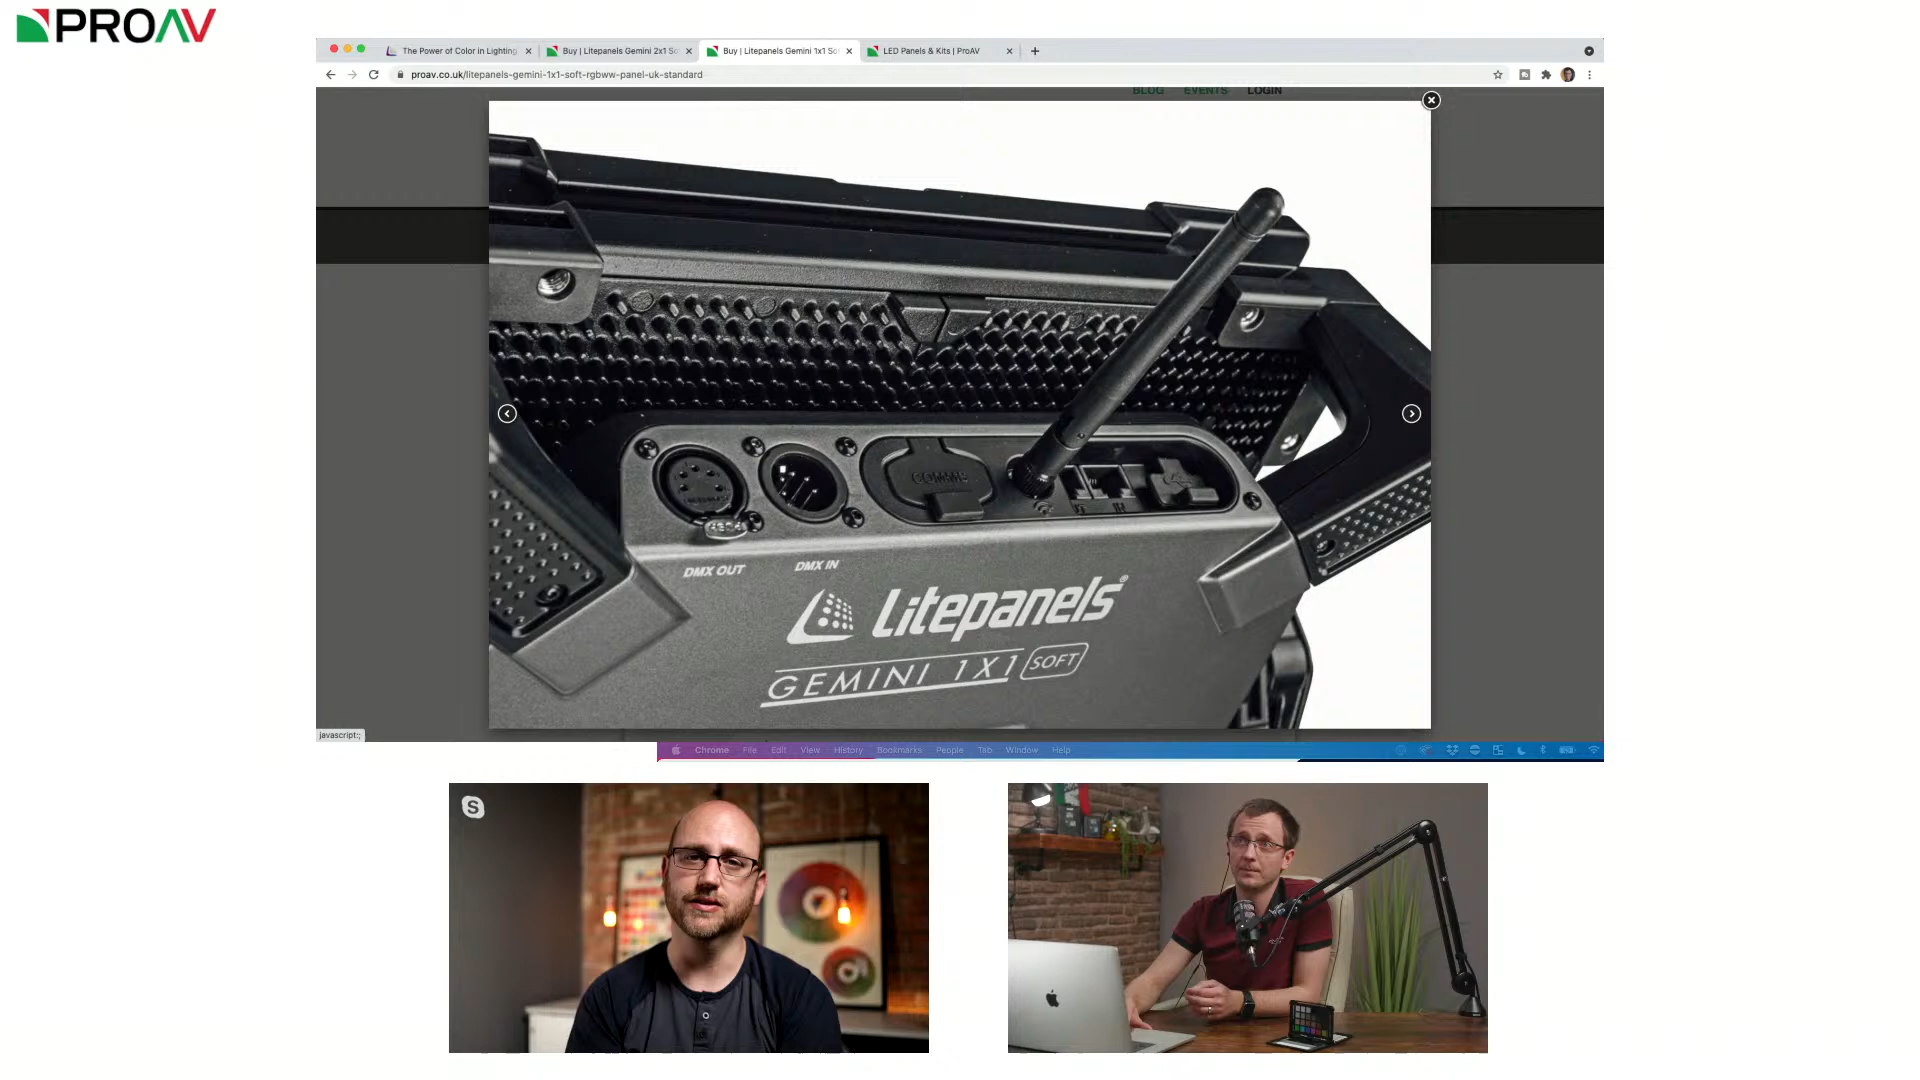 PROAV
The Power of Color in Lighting
Buy | Litepanels Gemini 2x1 So
Buy | Litepanels Gemini 1x1 So
LED Panels & Kits | ProAV
proav.co.uk/litepanels-gemini-1x1-soft-rgbww-panel-uk-standard
BLOG EVENTS LOGIN
COMMS
DMX OUT
DMX IN
Litepanels®
GEMINI 1X1 SOFT
javascript:;
Chrome File Edit View History Bookmarks People Tab Window Help
S